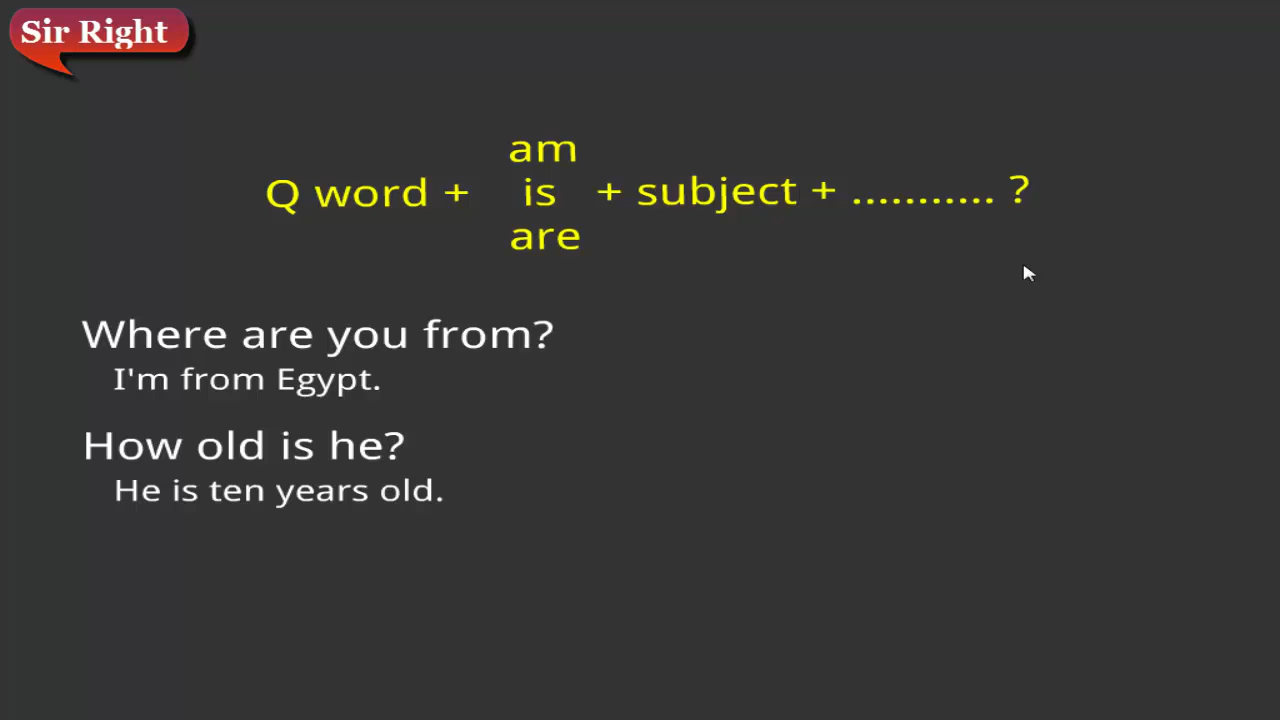 Sir Right
am
Q word + is + subject + ........... ?
are
Where are you from?
I'm from Egypt.
How old is he?
He is ten years old.